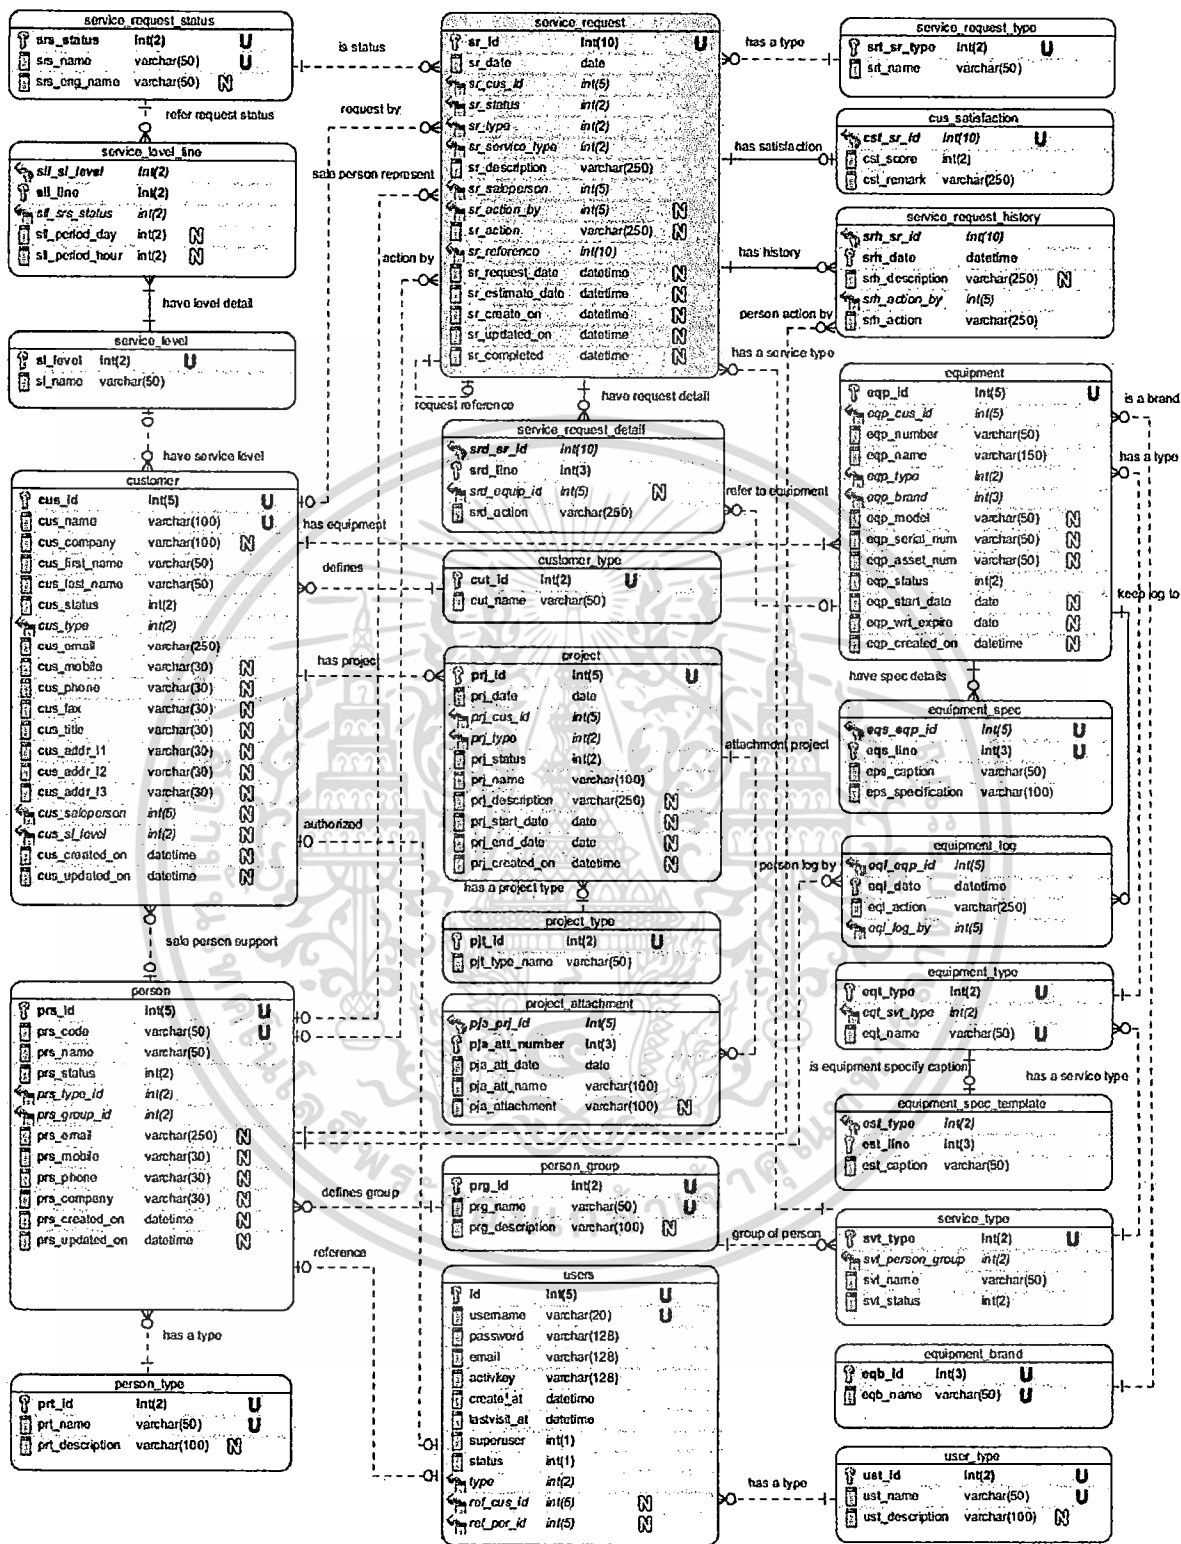 service_request_status
srs_status int(2) U
srs_name varchar(50) U
srs_eng_name varchar(50) N
refer request status
service_level_line
sll_sl_level int(2)
sll_line int(2)
sll_srs_status int(2)
sll_period_day int(2) N
sll_period_hour int(2) N
have level detail
service_level
sl_level int(2) U
sl_name varchar(50)
have service level
customer
cus_id int(5) U
cus_name varchar(100) U
cus_company varchar(100) N
cus_first_name varchar(50)
cus_last_name varchar(50)
cus_status int(2)
cus_type int(2)
cus_email varchar(250)
cus_mobile varchar(30) N
cus_phone varchar(30) N
cus_fax varchar(30) N
cus_title varchar(30) N
cus_addr_l1 varchar(30) N
cus_addr_l2 varchar(30) N
cus_addr_l3 varchar(30) N
cus_saleperson int(5) N
cus_sl_level int(2) N
cus_created_on datetime N
cus_updated_on datetime N
sale person support
person
prs_id int(5) U
prs_code varchar(50) U
prs_name varchar(50)
prs_status int(2)
prs_type_id int(2)
prs_group_id int(2)
prs_email varchar(250) N
prs_mobile varchar(30) N
prs_phone varchar(30) N
prs_company varchar(30) N
prs_created_on datetime N
prs_updated_on datetime N
has a type
person_type
prt_id int(2) U
prt_name varchar(50) U
prt_description varchar(100) N
is status
request by
sale person represent
action by
service_request
sr_id int(10) U
sr_date date
sr_cus_id int(5)
sr_status int(2)
sr_type int(2)
sr_service_type int(2)
sr_description varchar(250)
sr_saleperson int(5)
sr_action_by int(5) N
sr_action varchar(250) N
sr_reference int(10)
sr_request_date datetime N
sr_estimate_date datetime N
sr_create_on datetime N
sr_updated_on datetime N
sr_completed datetime N
request reference
have request detail
service_request_detail
srd_sr_id int(10)
srd_line int(3)
srd_equip_id int(5) N
srd_action varchar(250)
has equipment
refer to equipment
defines
customer_type
cut_id int(2) U
cut_name varchar(50)
has project
project
prj_id int(5) U
prj_date date
prj_cus_id int(5)
prj_type int(2)
prj_status int(2)
prj_name varchar(100)
prj_description varchar(250) N
prj_start_date date N
prj_end_date date N
prj_created_on datetime N
authorized
attachment project
person log by
has a project type
project_type
pjt_id int(2) U
pjt_type_name varchar(50)
project_attachment
pja_prj_id int(5)
pja_att_number int(3)
pja_att_date date
pja_att_name varchar(100)
pja_attachment varchar(100) N
defines group
person_group
prg_id int(2) U
prg_name varchar(50) U
prg_description varchar(100) N
group of person
reference
users
id int(5) U
username varchar(20) U
password varchar(128)
email varchar(128)
activkey varchar(128)
create_at datetime
lastvisit_at datetime
superuser int(1)
status int(1)
type int(2)
ref_cus_id int(5) N
ref_per_id int(5) N
has a type
has a type
service_request_type
srt_sr_type int(2) U
srt_name varchar(50)
has satisfaction
cus_satisfaction
cst_sr_id int(10) U
cst_score int(2)
cst_remark varchar(250)
has history
service_request_history
srh_sr_id int(10)
srh_date datetime
srh_description varchar(250) N
srh_action_by int(5)
srh_action varchar(250)
person action by
has a service type
equipment
eqp_id int(5) U
eqp_cus_id int(5)
eqp_number varchar(50)
eqp_name varchar(150)
eqp_type int(2)
eqp_brand int(3)
eqp_model varchar(50) N
eqp_serial_num varchar(50) N
eqp_asset_num varchar(50) N
eqp_status int(2)
eqp_start_date date N
eqp_wrt_expire date N
eqp_created_on datetime N
is a brand
has a type
keep log to
have spec details
equipment_spec
eqs_eqp_id int(5) U
eqs_line int(3) U
eps_caption varchar(50)
eps_specification varchar(100)
equipment_log
eql_eqp_id int(5)
eql_date datetime
eql_action varchar(250)
eql_log_by int(5)
equipment_type
eqt_type int(2) U
eqt_svt_type int(2)
eqt_name varchar(50) U
is equipment specify caption
has a service type
equipment_spec_template
est_type int(2)
est_line int(3)
est_caption varchar(50)
service_type
svt_type int(2) U
svt_person_group int(2)
svt_name varchar(50)
svt_status int(2)
equipment_brand
eqb_id int(3) U
eqb_name varchar(50) U
user_type
ust_id int(2) U
ust_name varchar(50) U
ust_description varchar(100) N